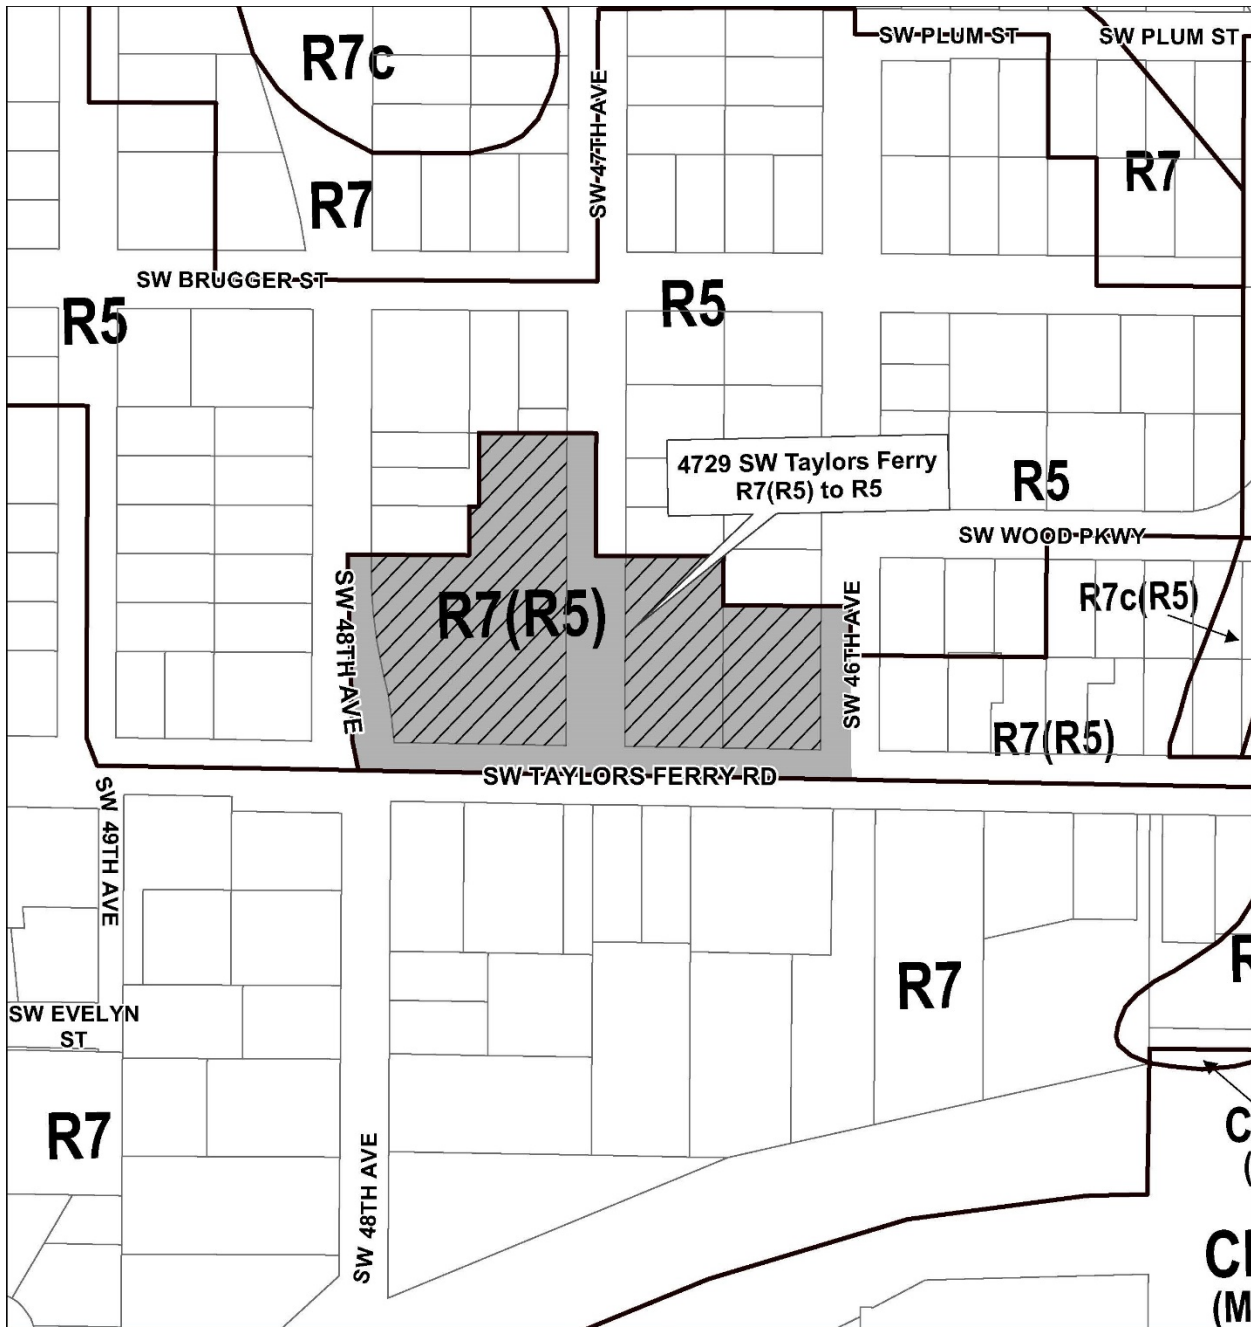 SW PLUM ST
SW PLUM ST
R7c
SW 47TH AVE
R7
R7
SW BRUGGER ST
R5
R5
4729 SW Taylors Ferry
R7(R5) to R5
R5
SW WOOD PKWY
SW 48TH AVE
R7(R5)
SW 46TH AVE
R7c(R5)
R7(R5)
SW TAYLORS FERRY RD
SW 49TH AVE
R7
R
SW EVELYN
ST
R7
SW 48TH AVE
C
(
C
(M